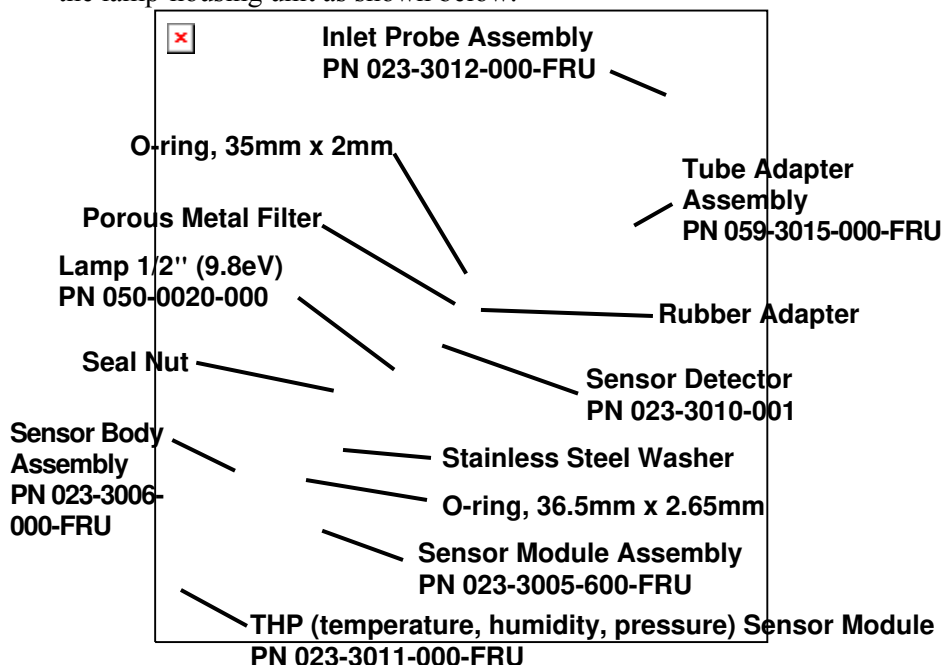 the lamp-housing unit as shown below:
Inlet Probe Assembly
PN 023-3012-000-FRU
O-ring, 35mm x 2mm
Tube Adapter
Assembly
PN 059-3015-000-FRU
Porous Metal Filter
Lamp 1/2'' (9.8eV)
PN 050-0020-000
Rubber Adapter
Seal Nut
Sensor Detector
PN 023-3010-001
Sensor Body
Assembly
PN 023-3006-
000-FRU
Stainless Steel Washer
O-ring, 36.5mm x 2.65mm
Sensor Module Assembly
PN 023-3005-600-FRU
THP (temperature, humidity, pressure) Sensor Module
PN 023-3011-000-FRU